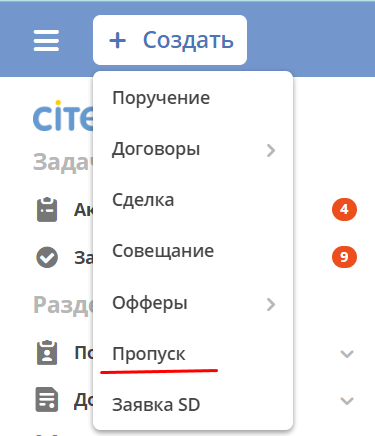 + Создать
Поручение
cite
Договоры
Задач
Сделка
Ак
4
Совещание
За
9
Офферы
Разде
Пропуск
По
Заявка SD
До